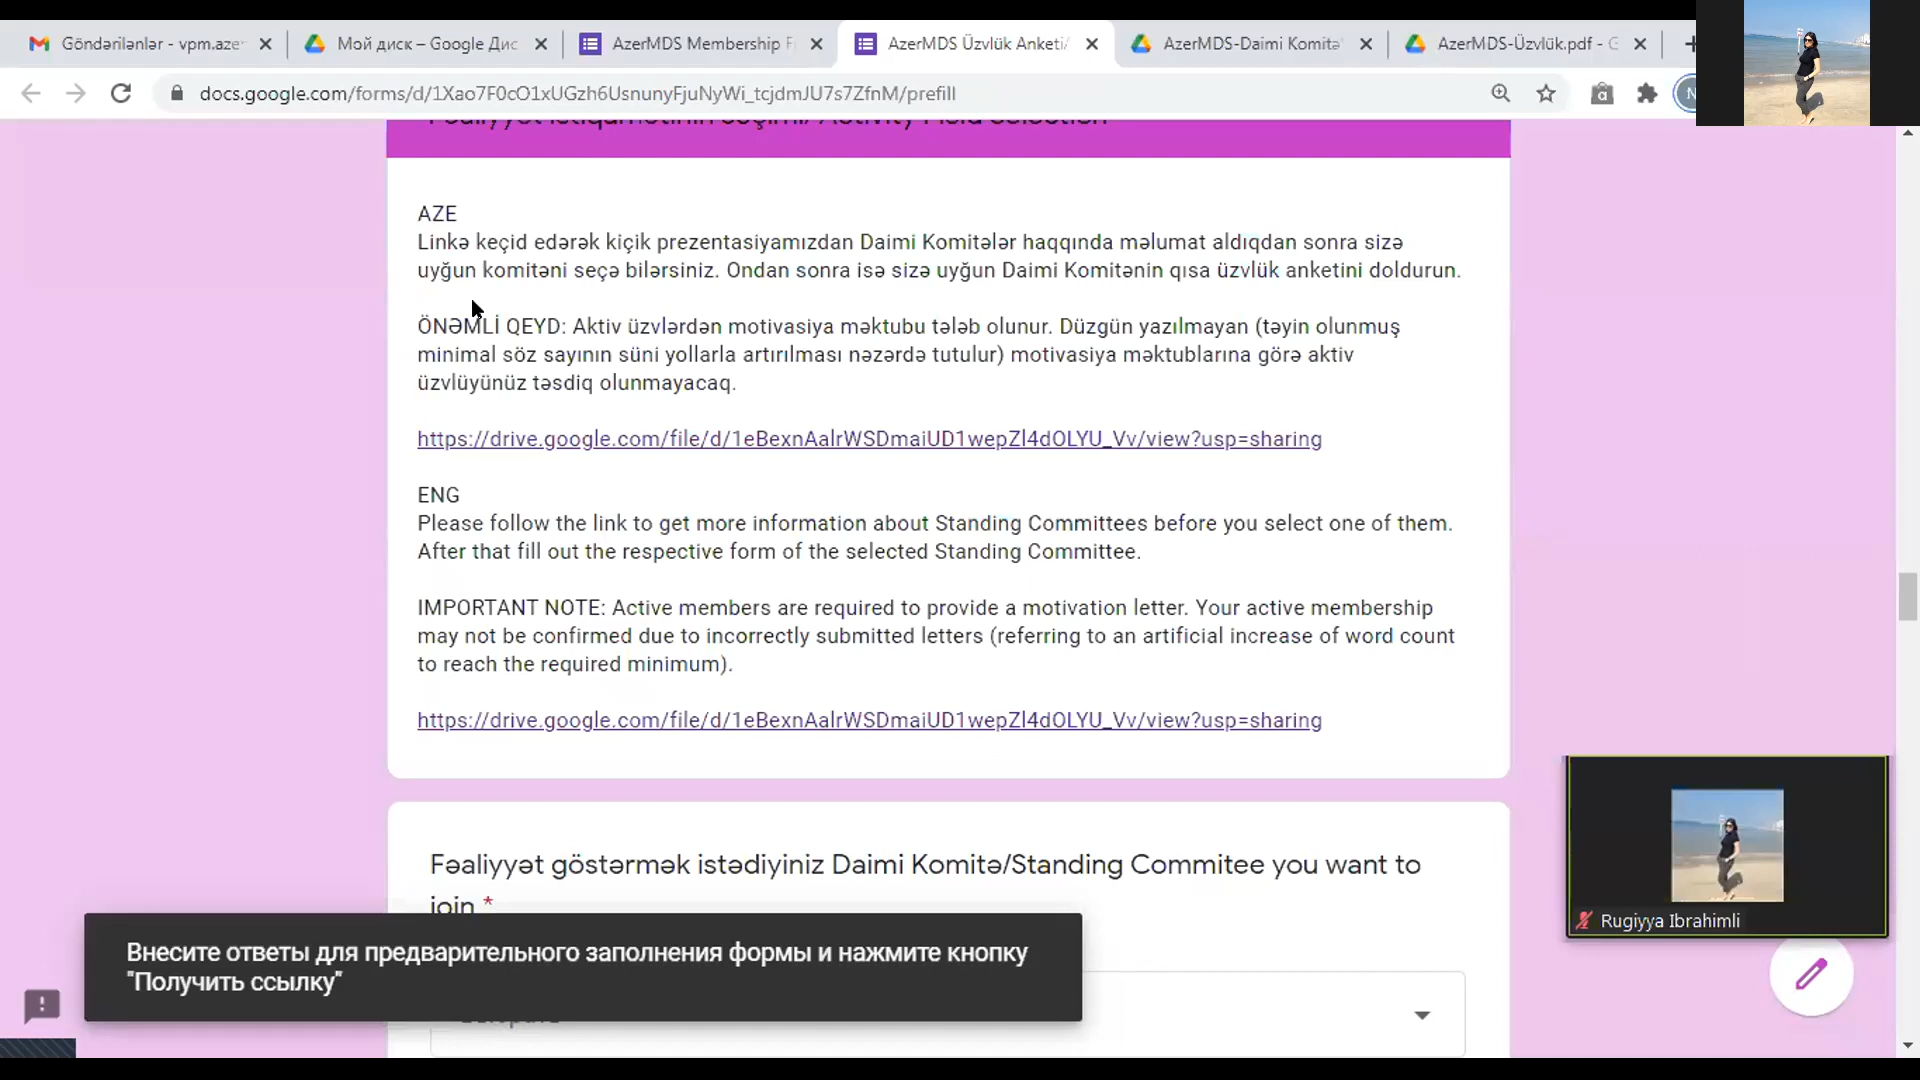 Göndərilənlər - vpm.aze
Мой диск – Google Дис
AzerMDS Membership F
AzerMDS Üzvlük Anketi/
AzerMDS-Daimi Komitə
AzerMDS-Üzvlük.pdf - G
docs.google.com/forms/d/1Xao7F0cO1xUGzh6UsnunyFjuNyWi_tcjdmJU7s7ZfnM/prefill
Fəaliyyət istiqamətinin seçimi/ Activity Field Selection
AZE
Linkə keçid edərək kiçik prezentasiyamızdan Daimi Komitələr haqqında məlumat aldıqdan sonra sizə
uyğun komitəni seçə bilərsiniz. Ondan sonra isə sizə uyğun Daimi Komitənin qısa üzvlük anketini doldurun.
ÖNƏMLİ QEYD: Aktiv üzvlərdən motivasiya məktubu tələb olunur. Düzgün yazılmayan (təyin olunmuş
minimal söz sayının süni yollarla artırılması nəzərdə tutulur) motivasiya məktublarına görə aktiv
üzvlüyünüz təsdiq olunmayacaq.
https://drive.google.com/file/d/1eBexnAalrWSDmaiUD1wepZl4dOLYU_Vv/view?usp=sharing
ENG
Please follow the link to get more information about Standing Committees before you select one of them.
After that fill out the respective form of the selected Standing Committee.
IMPORTANT NOTE: Active members are required to provide a motivation letter. Your active membership
may not be confirmed due to incorrectly submitted letters (referring to an artificial increase of word count
to reach the required minimum).
https://drive.google.com/file/d/1eBexnAalrWSDmaiUD1wepZl4dOLYU_Vv/view?usp=sharing
Fəaliyyət göstərmək istədiyiniz Daimi Komitə/Standing Commitee you want to
join *
Внесите ответы для предварительного заполнения формы и нажмите кнопку
"Получить ссылку"
Rugiyya Ibrahimli